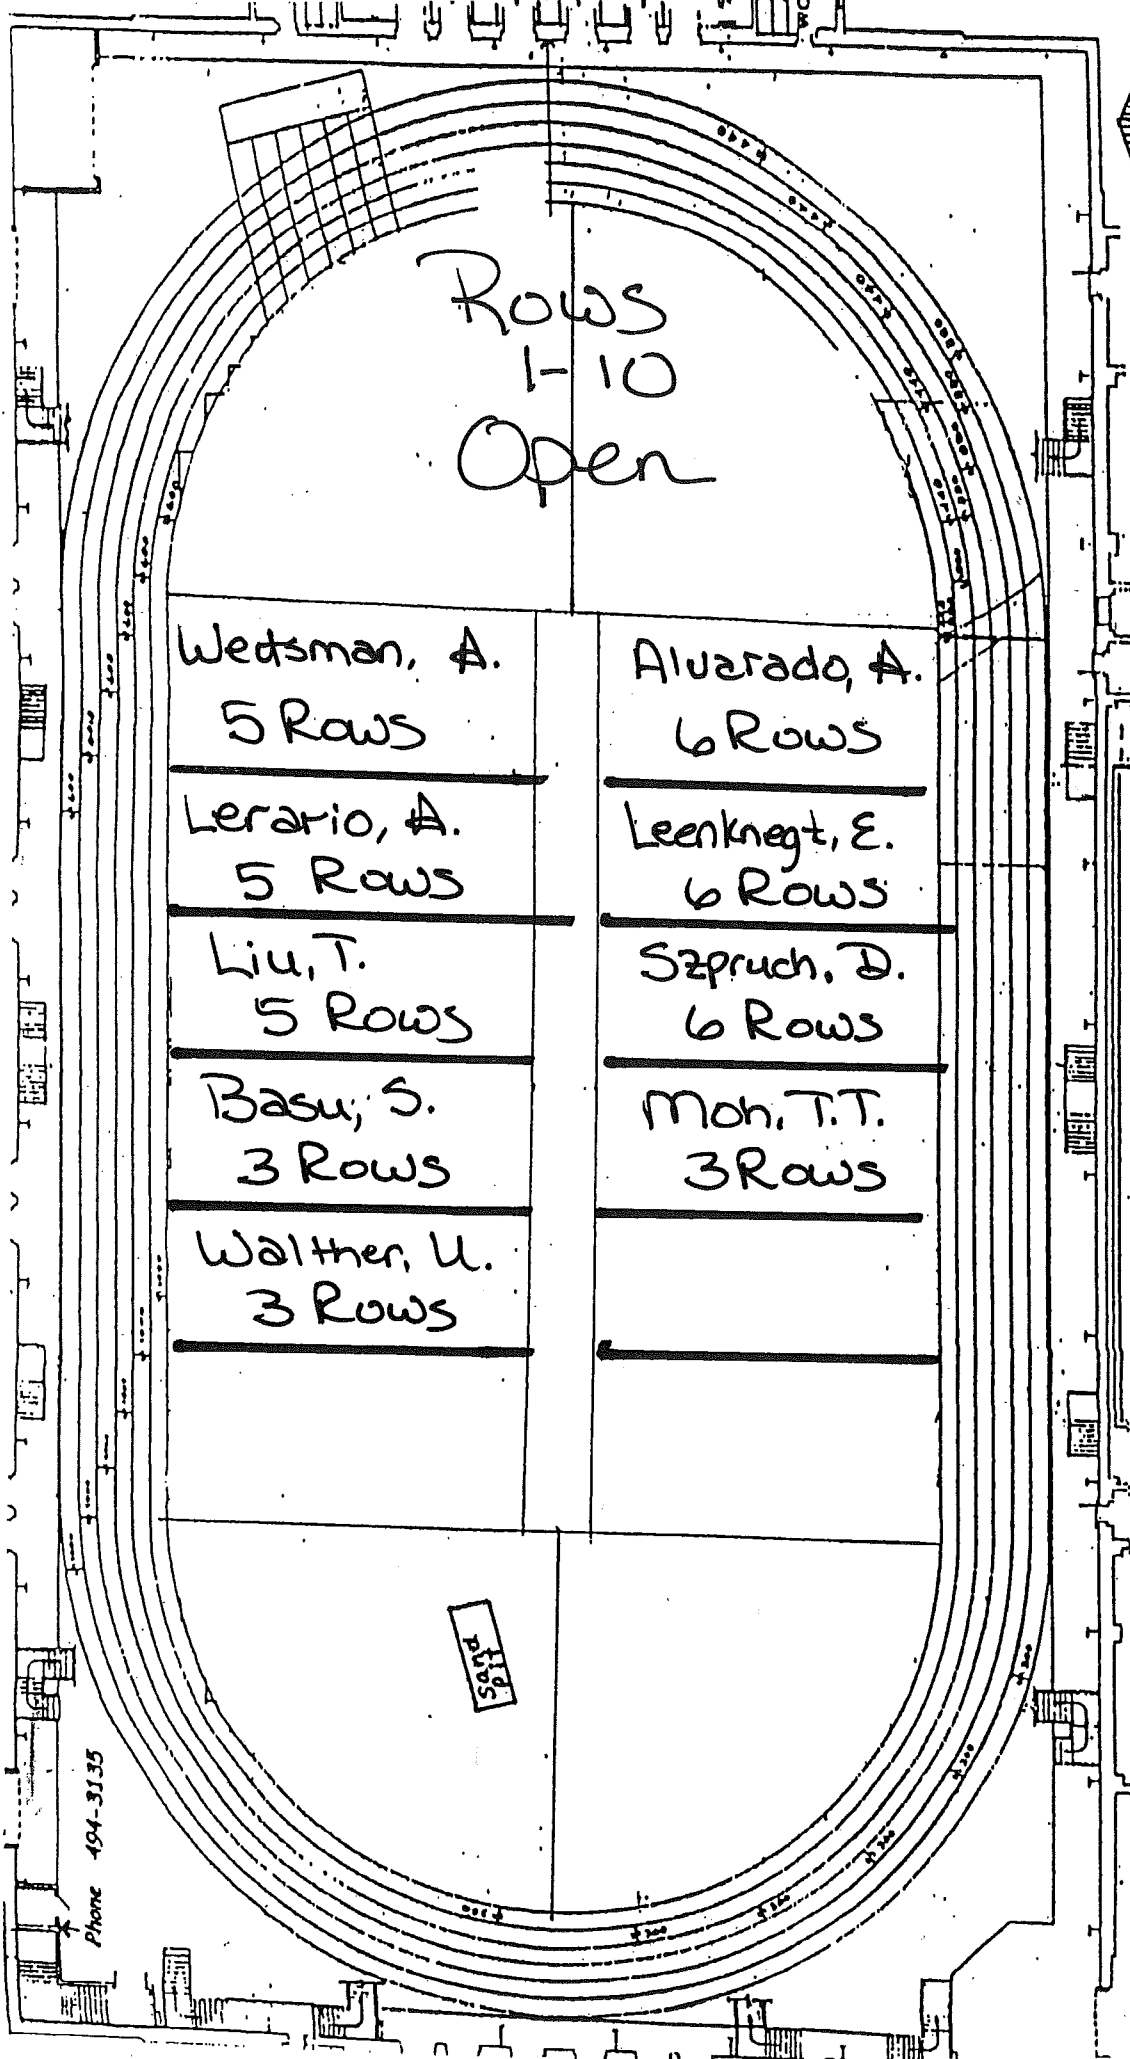 Rows
1-10
Open
Weitsman, A.
5 Rows
Alvarado, A.
6 Rows
Lerario, A.
5 Rows
Leenknegt, E.
6 Rows
Liu, T.
5 Rows
Szpruch, D.
6 Rows
Basu, S.
3 Rows
Moh, T.T.
3 Rows
Walther, U.
3 Rows
Sand
pit
Phone 494-3135